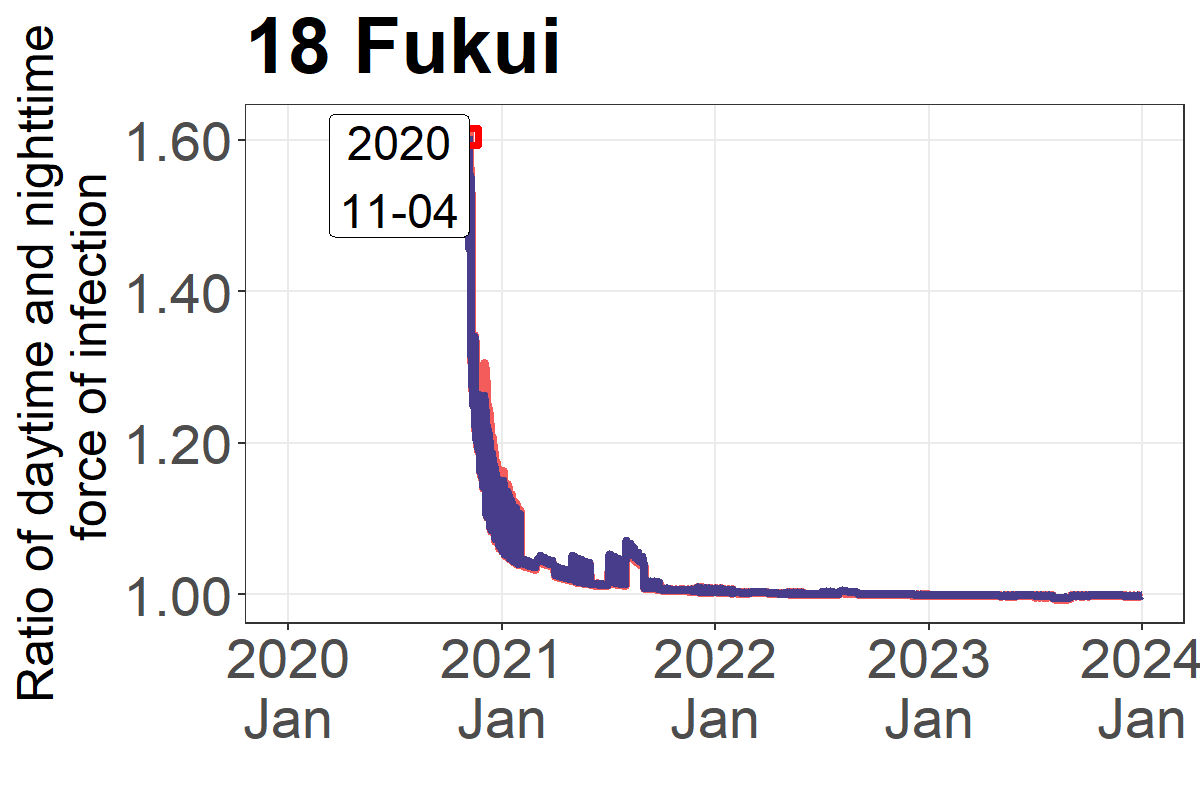 18 Fukui
Ratio of daytime and nighttime
force of infection
1.60
1.40
1.20
1.00
2020
11-04
2020
Jan
2021
Jan
2022
Jan
2023
Jan
2024
Jan